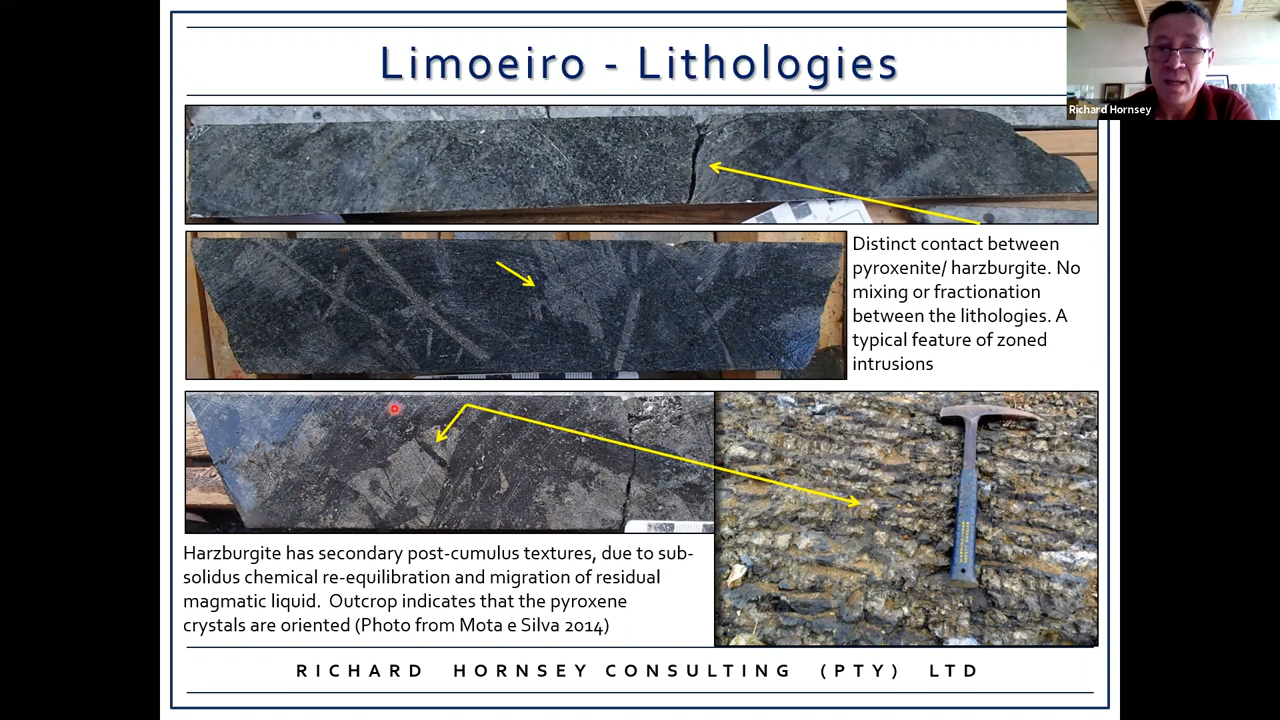 Limoeiro - Lithologies
Richard Hornsey
Distinct contact between
pyroxenite/ harzburgite. No
mixing or fractionation
between the lithologies. A
typical feature of zoned
intrusions
Harzburgite has secondary post-cumulus textures, due to sub-
solidus chemical re-equilibration and migration of residual
magmatic liquid. Outcrop indicates that the pyroxene
crystals are oriented (Photo from Mota e Silva 2014)
RICHARD HORNSEY CONSULTING (PTY) LTD